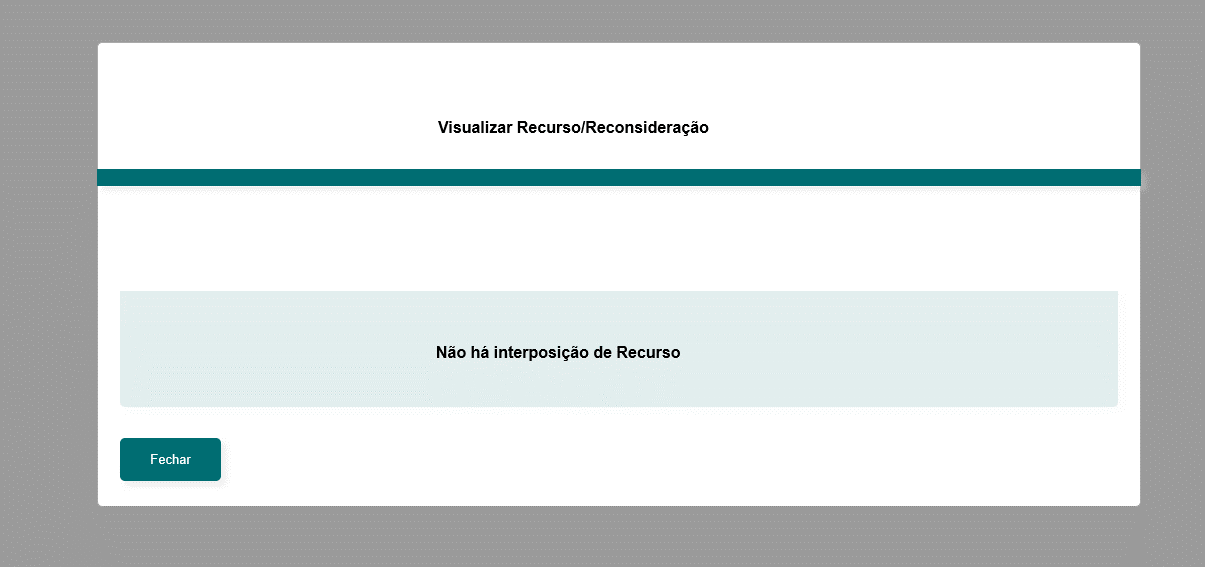 Visualizar Recurso/Reconsideração
Não há interposição de Recurso
Fechar